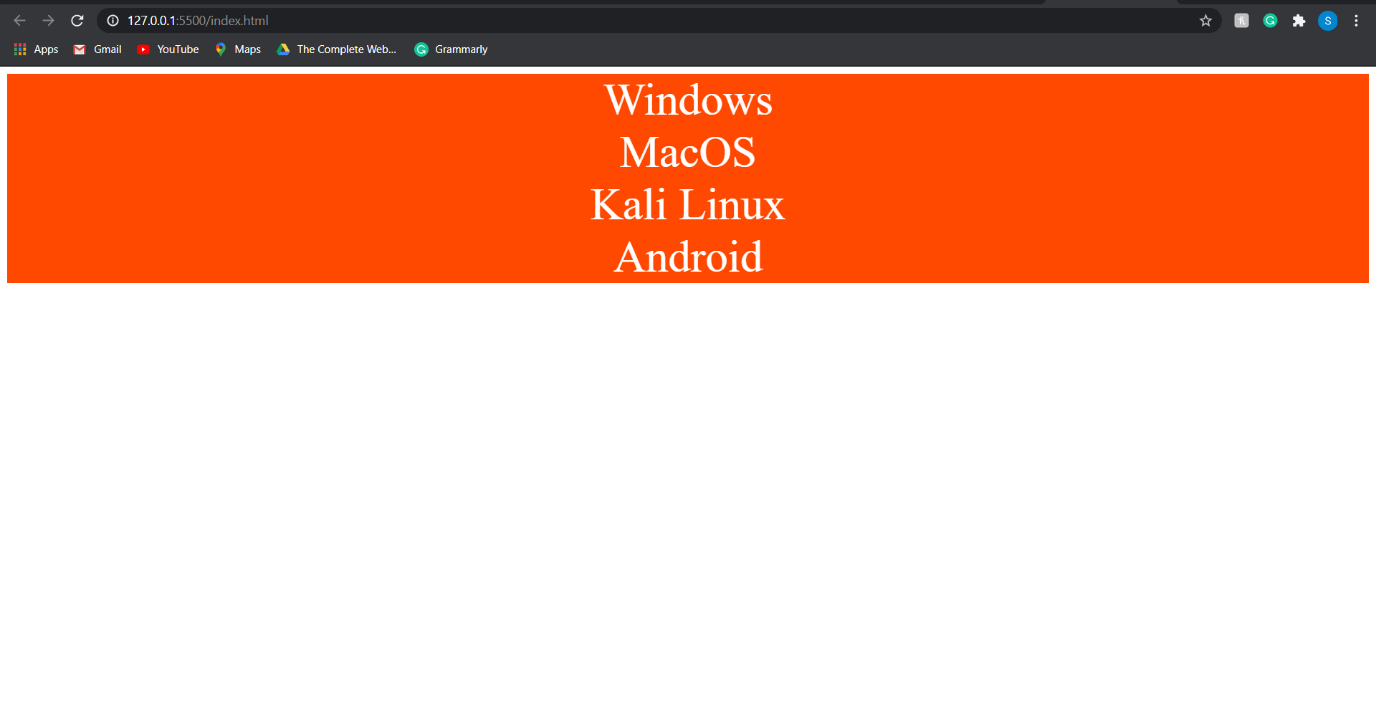 127.0.0.1:5500/index.html
S
Apps Gmail YouTube Maps The Complete Web... Grammarly
Windows
MacOS
Kali Linux
Android